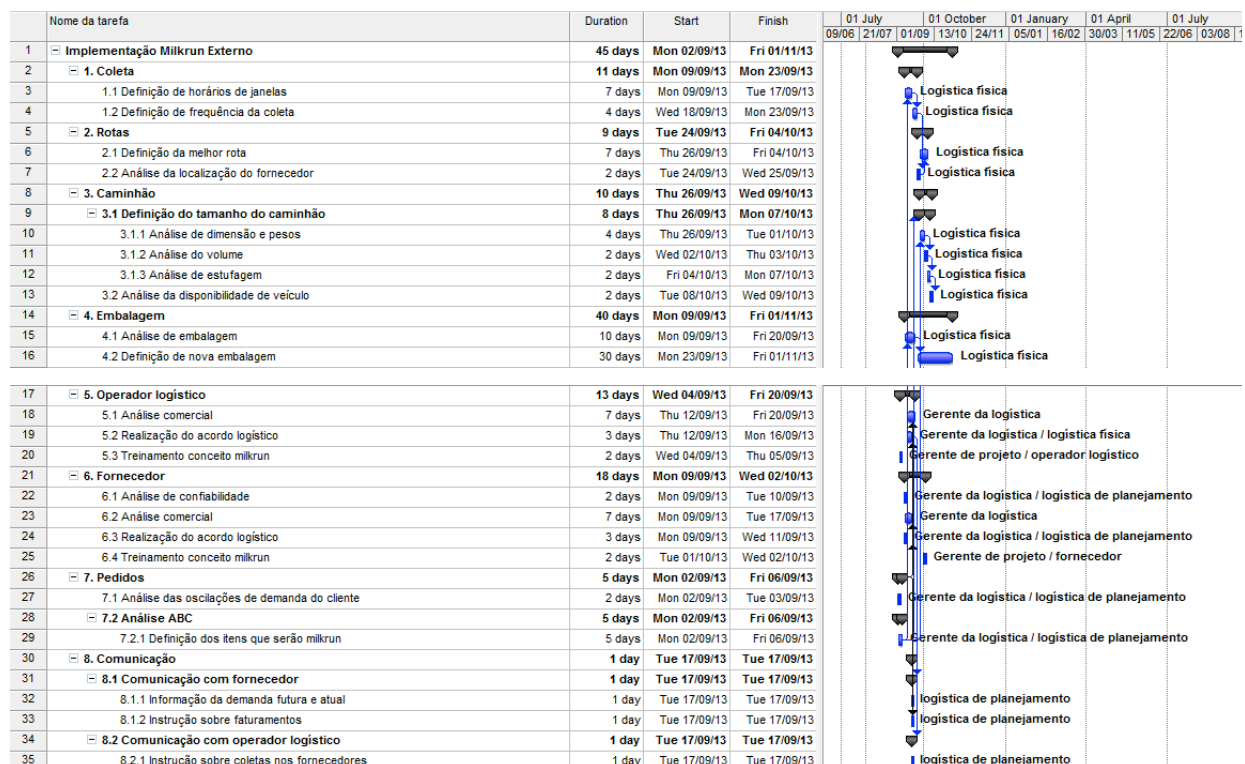 Nome da tarefa Duration Start Finish 01 July 01 October 01 January 01 April 01 July
09/06 21/07 01/09 13/10 24/11 05/01 16/02 30/03 11/05 22/06 03/08 1
1 Implementação Milkrun Externo 45 days Mon 02/09/13 Fri 01/11/13
2 1. Coleta 11 days Mon 09/09/13 Mon 23/09/13
3 1.1 Definição de horários de janelas 7 days Mon 09/09/13 Tue 17/09/13 Logística física
4 1.2 Definição de frequência da coleta 4 days Wed 18/09/13 Mon 23/09/13 Logística física
5 2. Rotas 9 days Tue 24/09/13 Fri 04/10/13
6 2.1 Definição da melhor rota 7 days Thu 26/09/13 Fri 04/10/13 Logística física
7 2.2 Análise da localização do fornecedor 2 days Tue 24/09/13 Wed 25/09/13 Logística física
8 3. Caminhão 10 days Thu 26/09/13 Wed 09/10/13
9 3.1 Definição do tamanho do caminhão 8 days Thu 26/09/13 Mon 07/10/13
10 3.1.1 Análise de dimensão e pesos 4 days Thu 26/09/13 Tue 01/10/13 Logística física
11 3.1.2 Análise do volume 2 days Wed 02/10/13 Thu 03/10/13 Logística física
12 3.1.3 Análise de estufagem 2 days Fri 04/10/13 Mon 07/10/13 Logística física
13 3.2 Análise da disponibilidade de veículo 2 days Tue 08/10/13 Wed 09/10/13 Logística física
14 4. Embalagem 40 days Mon 09/09/13 Fri 01/11/13
15 4.1 Análise de embalagem 10 days Mon 09/09/13 Fri 20/09/13 Logística física
16 4.2 Definição de nova embalagem 30 days Mon 23/09/13 Fri 01/11/13 Logística física
17 5. Operador logístico 13 days Wed 04/09/13 Fri 20/09/13
18 5.1 Análise comercial 7 days Thu 12/09/13 Fri 20/09/13 Gerente da logística
19 5.2 Realização do acordo logístico 3 days Thu 12/09/13 Mon 16/09/13 Gerente da logística / logística física
20 5.3 Treinamento conceito milkrun 2 days Wed 04/09/13 Thu 05/09/13 Gerente de projeto / operador logístico
21 6. Fornecedor 18 days Mon 09/09/13 Wed 02/10/13
22 6.1 Análise de confiabilidade 2 days Mon 09/09/13 Tue 10/09/13 Gerente da logística / logística de planejamento
23 6.2 Análise comercial 7 days Mon 09/09/13 Tue 17/09/13 Gerente da logística
24 6.3 Realização do acordo logístico 3 days Mon 09/09/13 Wed 11/09/13 Gerente da logística / logística de planejamento
25 6.4 Treinamento conceito milkrun 2 days Tue 01/10/13 Wed 02/10/13 Gerente de projeto / fornecedor
26 7. Pedidos 5 days Mon 02/09/13 Fri 06/09/13
27 7.1 Análise das oscilações de demanda do cliente 2 days Mon 02/09/13 Tue 03/09/13 Gerente da logística / logística de planejamento
28 7.2 Análise ABC 5 days Mon 02/09/13 Fri 06/09/13
29 7.2.1 Definição dos itens que serão milkrun 5 days Mon 02/09/13 Fri 06/09/13 Gerente da logística / logística de planejamento
30 8. Comunicação 1 day Tue 17/09/13 Tue 17/09/13
31 8.1 Comunicação com fornecedor 1 day Tue 17/09/13 Tue 17/09/13
32 8.1.1 Informação da demanda futura e atual 1 day Tue 17/09/13 Tue 17/09/13 logística de planejamento
33 8.1.2 Instrução sobre faturamentos 1 day Tue 17/09/13 Tue 17/09/13 logística de planejamento
34 8.2 Comunicação com operador logístico 1 day Tue 17/09/13 Tue 17/09/13
35 8.2.1 Instrução sobre coletas nos fornecedores 1 day Tue 17/09/13 Tue 17/09/13 logística de planejamento